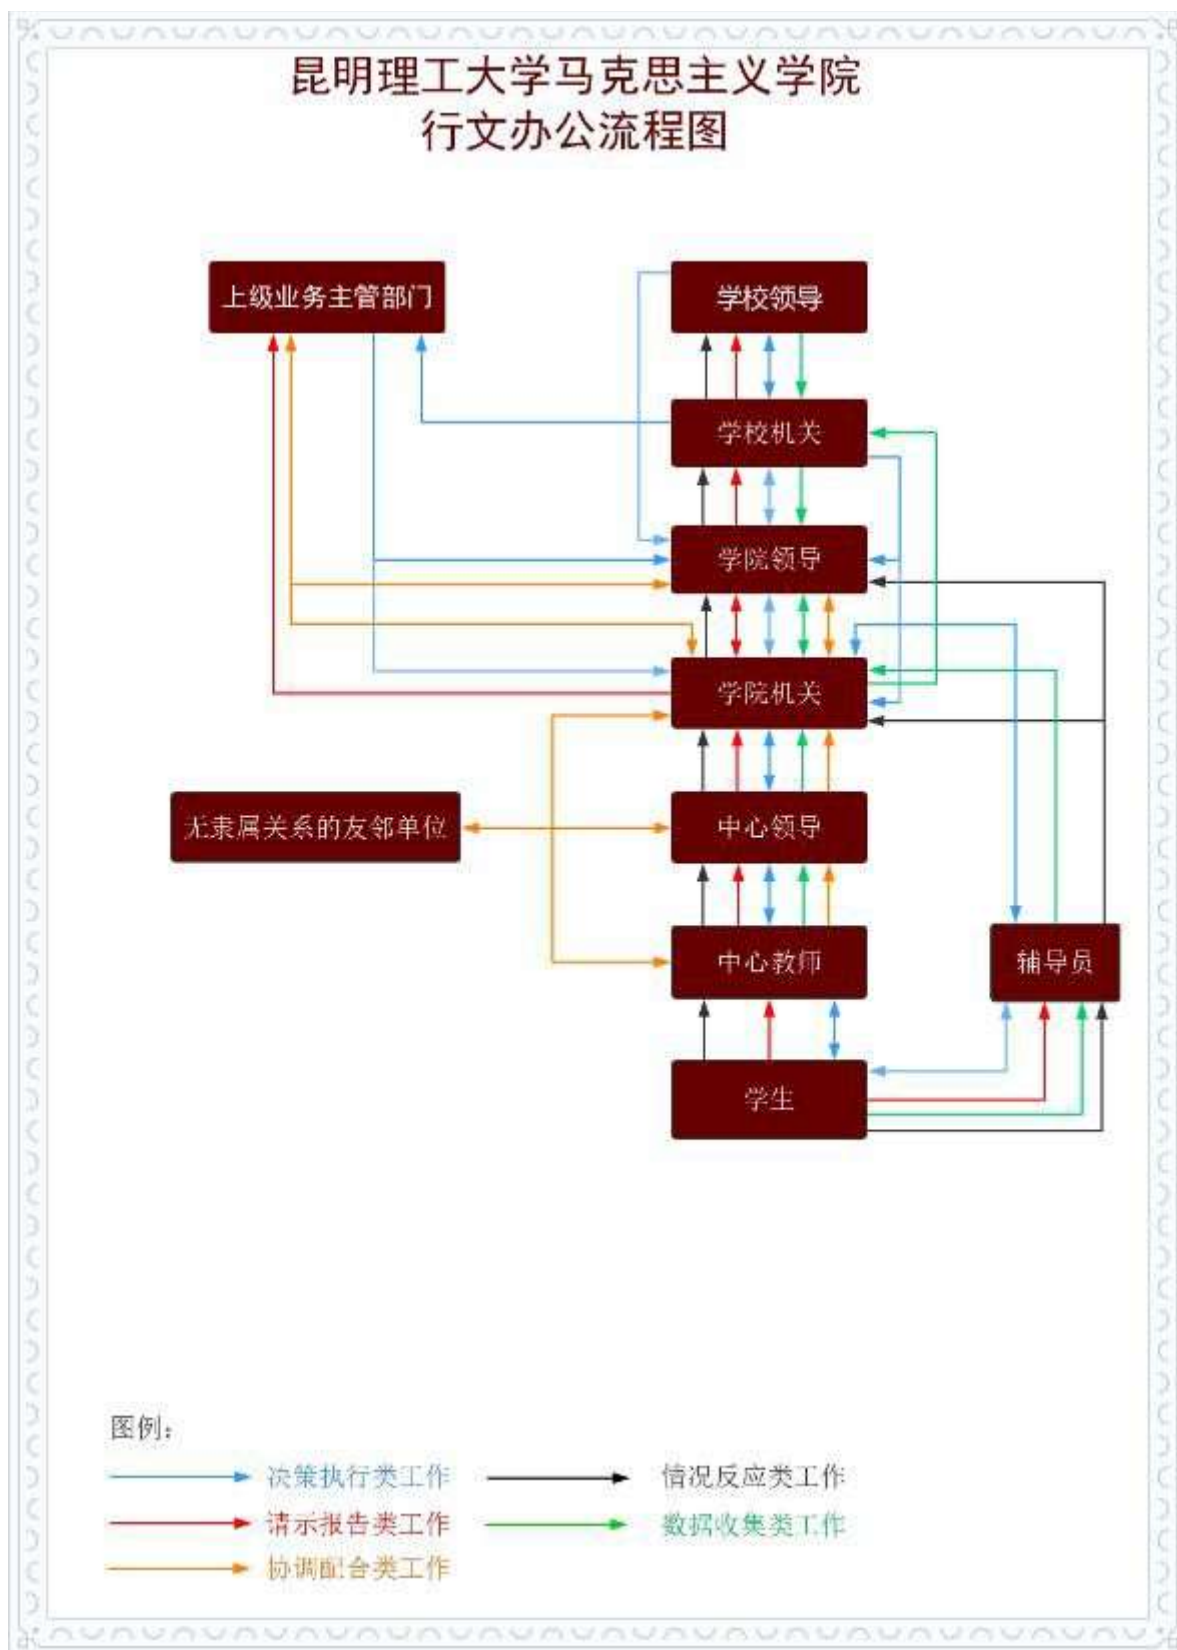 昆明理工大学马克思主义学院
行文办公流程图
上级业务主管部门
学校领导
学校机关
学院领导
学院机关
无隶属关系的友邻单位
中心领导
中心教师
辅导员
学生
图例：
决策执行类工作
情况反应类工作
请示报告类工作
数据收集类工作
协调配合类工作